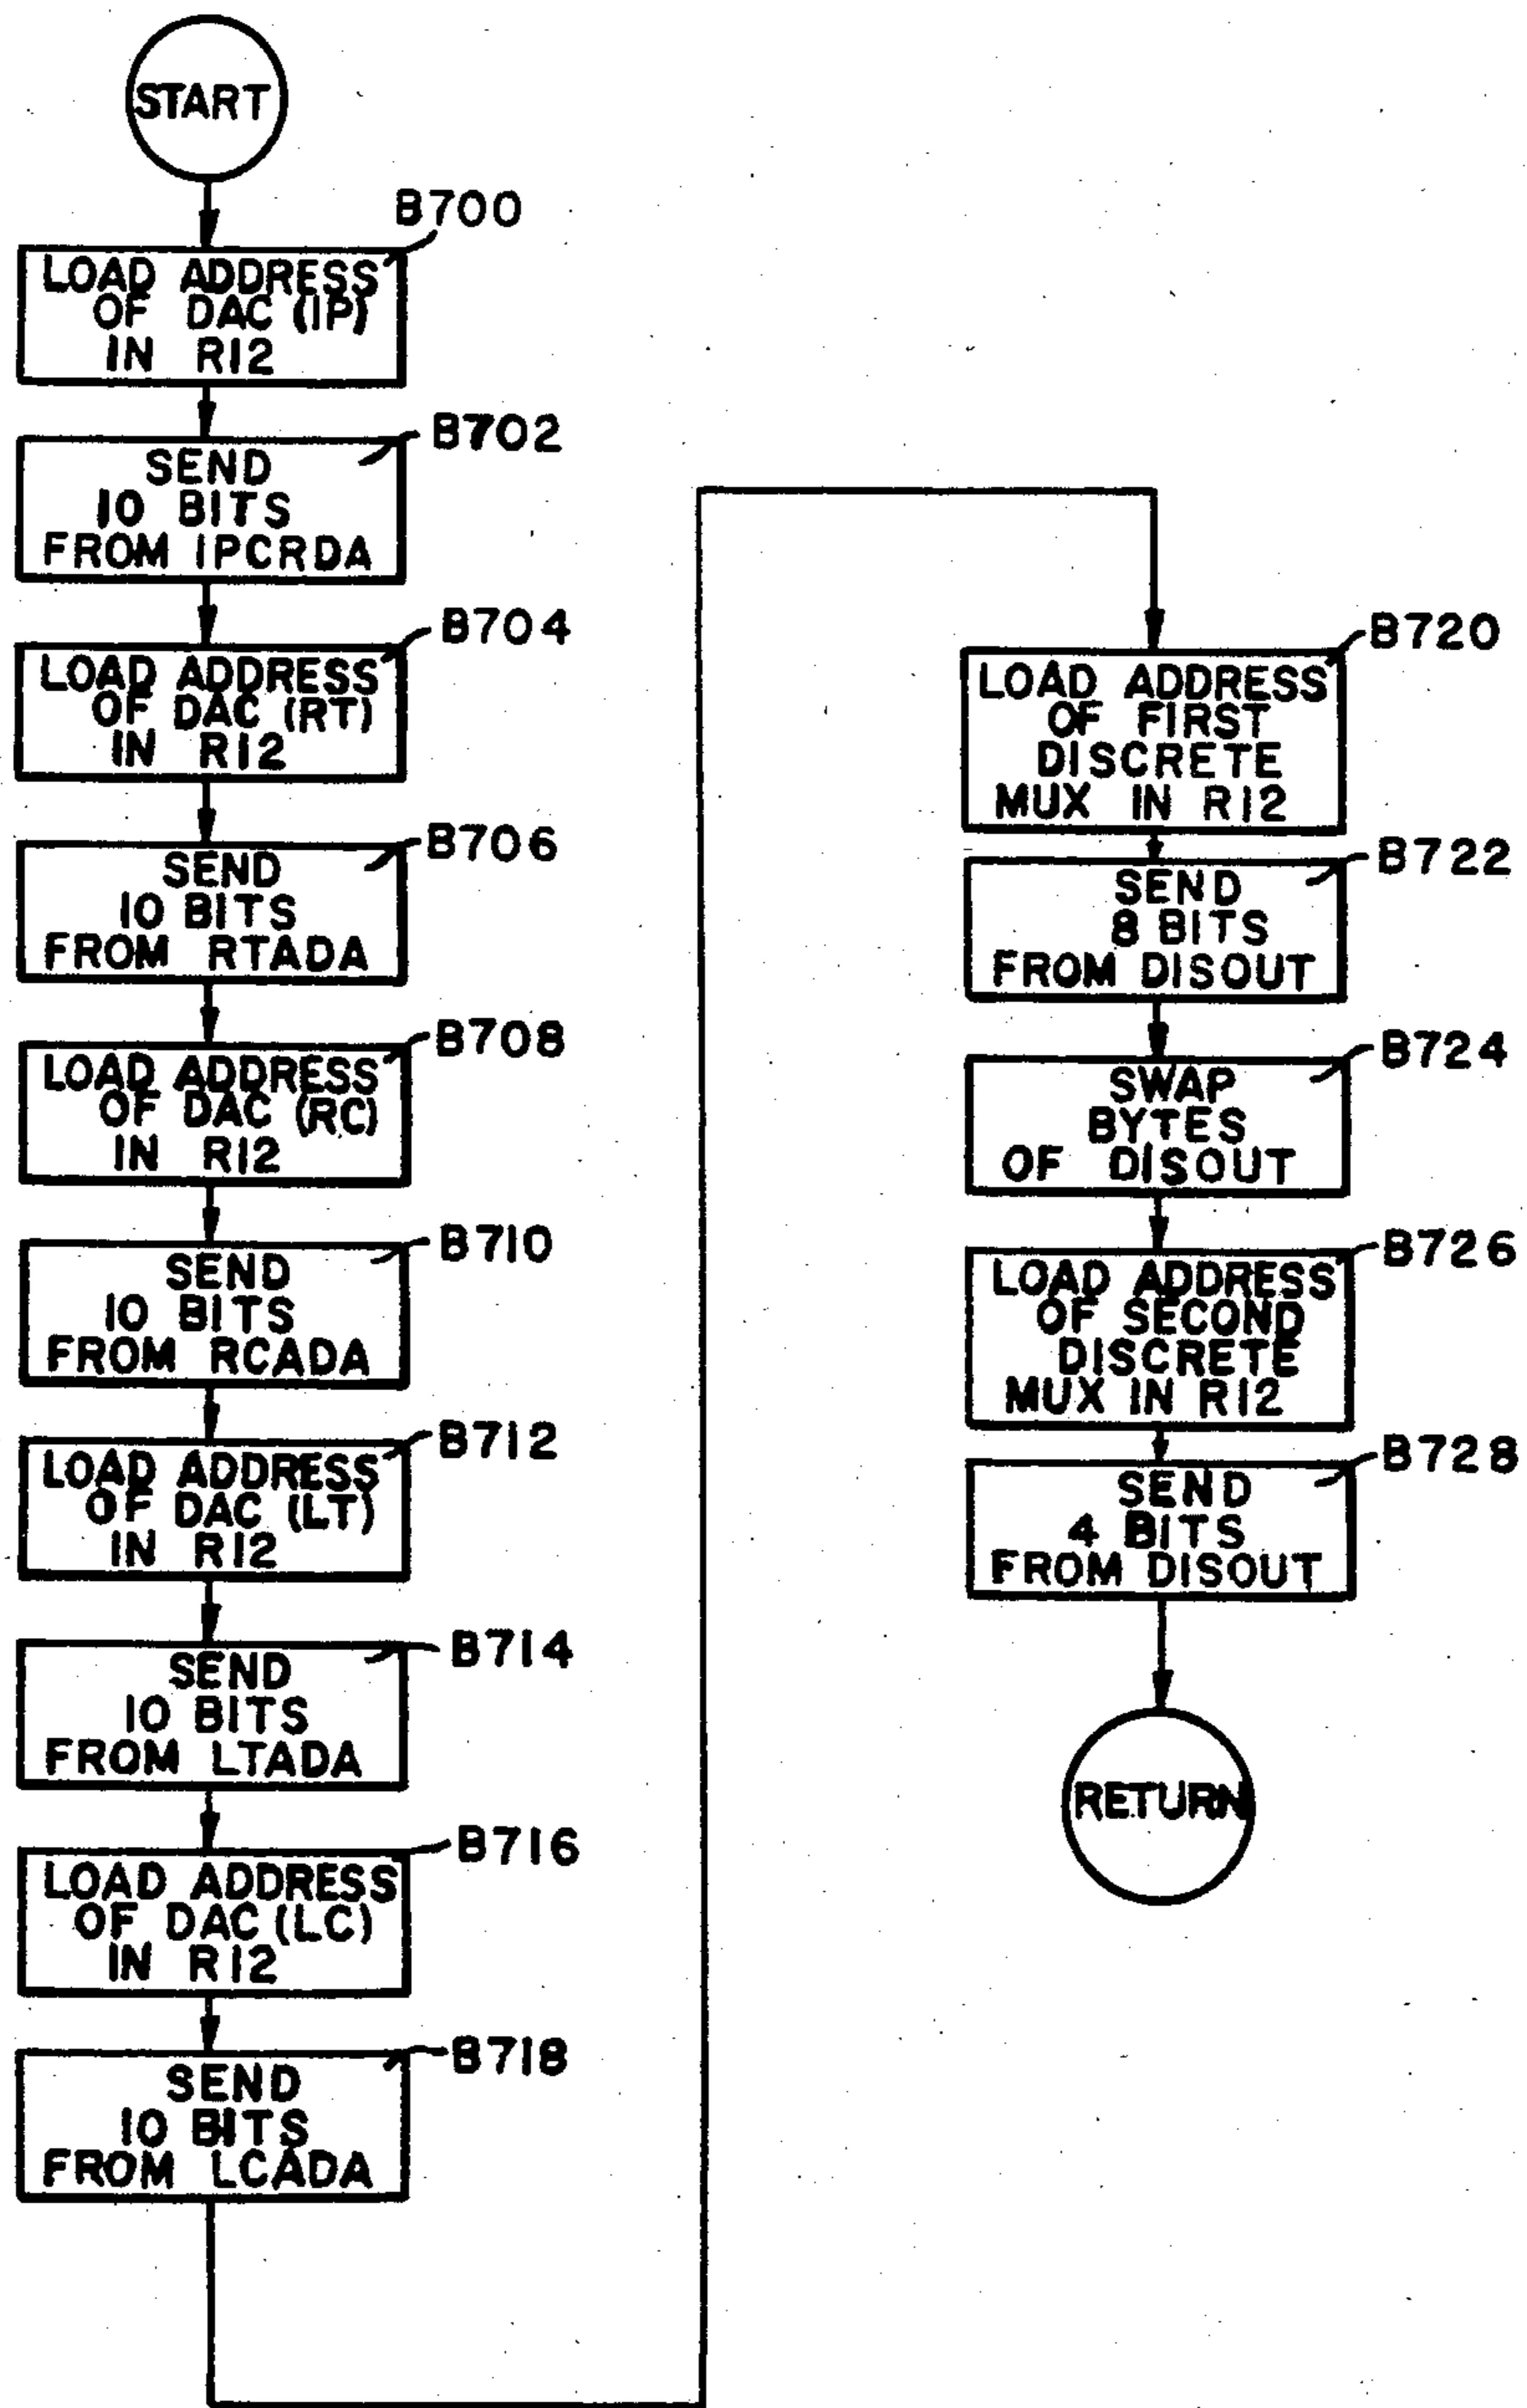 START
B700
LOAD ADDRESS
OF DAC (IP)
IN R12
B702
SEND
10 BITS
FROM IPCRDA
B704
LOAD ADDRESS
OF DAC (RT)
IN R12
B706
SEND
10 BITS
FROM RTADA
B708
LOAD ADDRESS
OF DAC (RC)
IN R12
B710
SEND
10 BITS
FROM RCADA
B712
LOAD ADDRESS
OF DAC (LT)
IN R12
B714
SEND
10 BITS
FROM LTADA
B716
LOAD ADDRESS
OF DAC (LC)
IN R12
B718
SEND
10 BITS
FROM LCADA
B720
LOAD ADDRESS
OF FIRST
DISCRETE
MUX IN R12
B722
SEND
8 BITS
FROM DISOUT
B724
SWAP
BYTES
OF DISOUT
B726
LOAD ADDRESS
OF SECOND
DISCRETE
MUX IN R12
B728
SEND
4 BITS
FROM DISOUT
RETURN